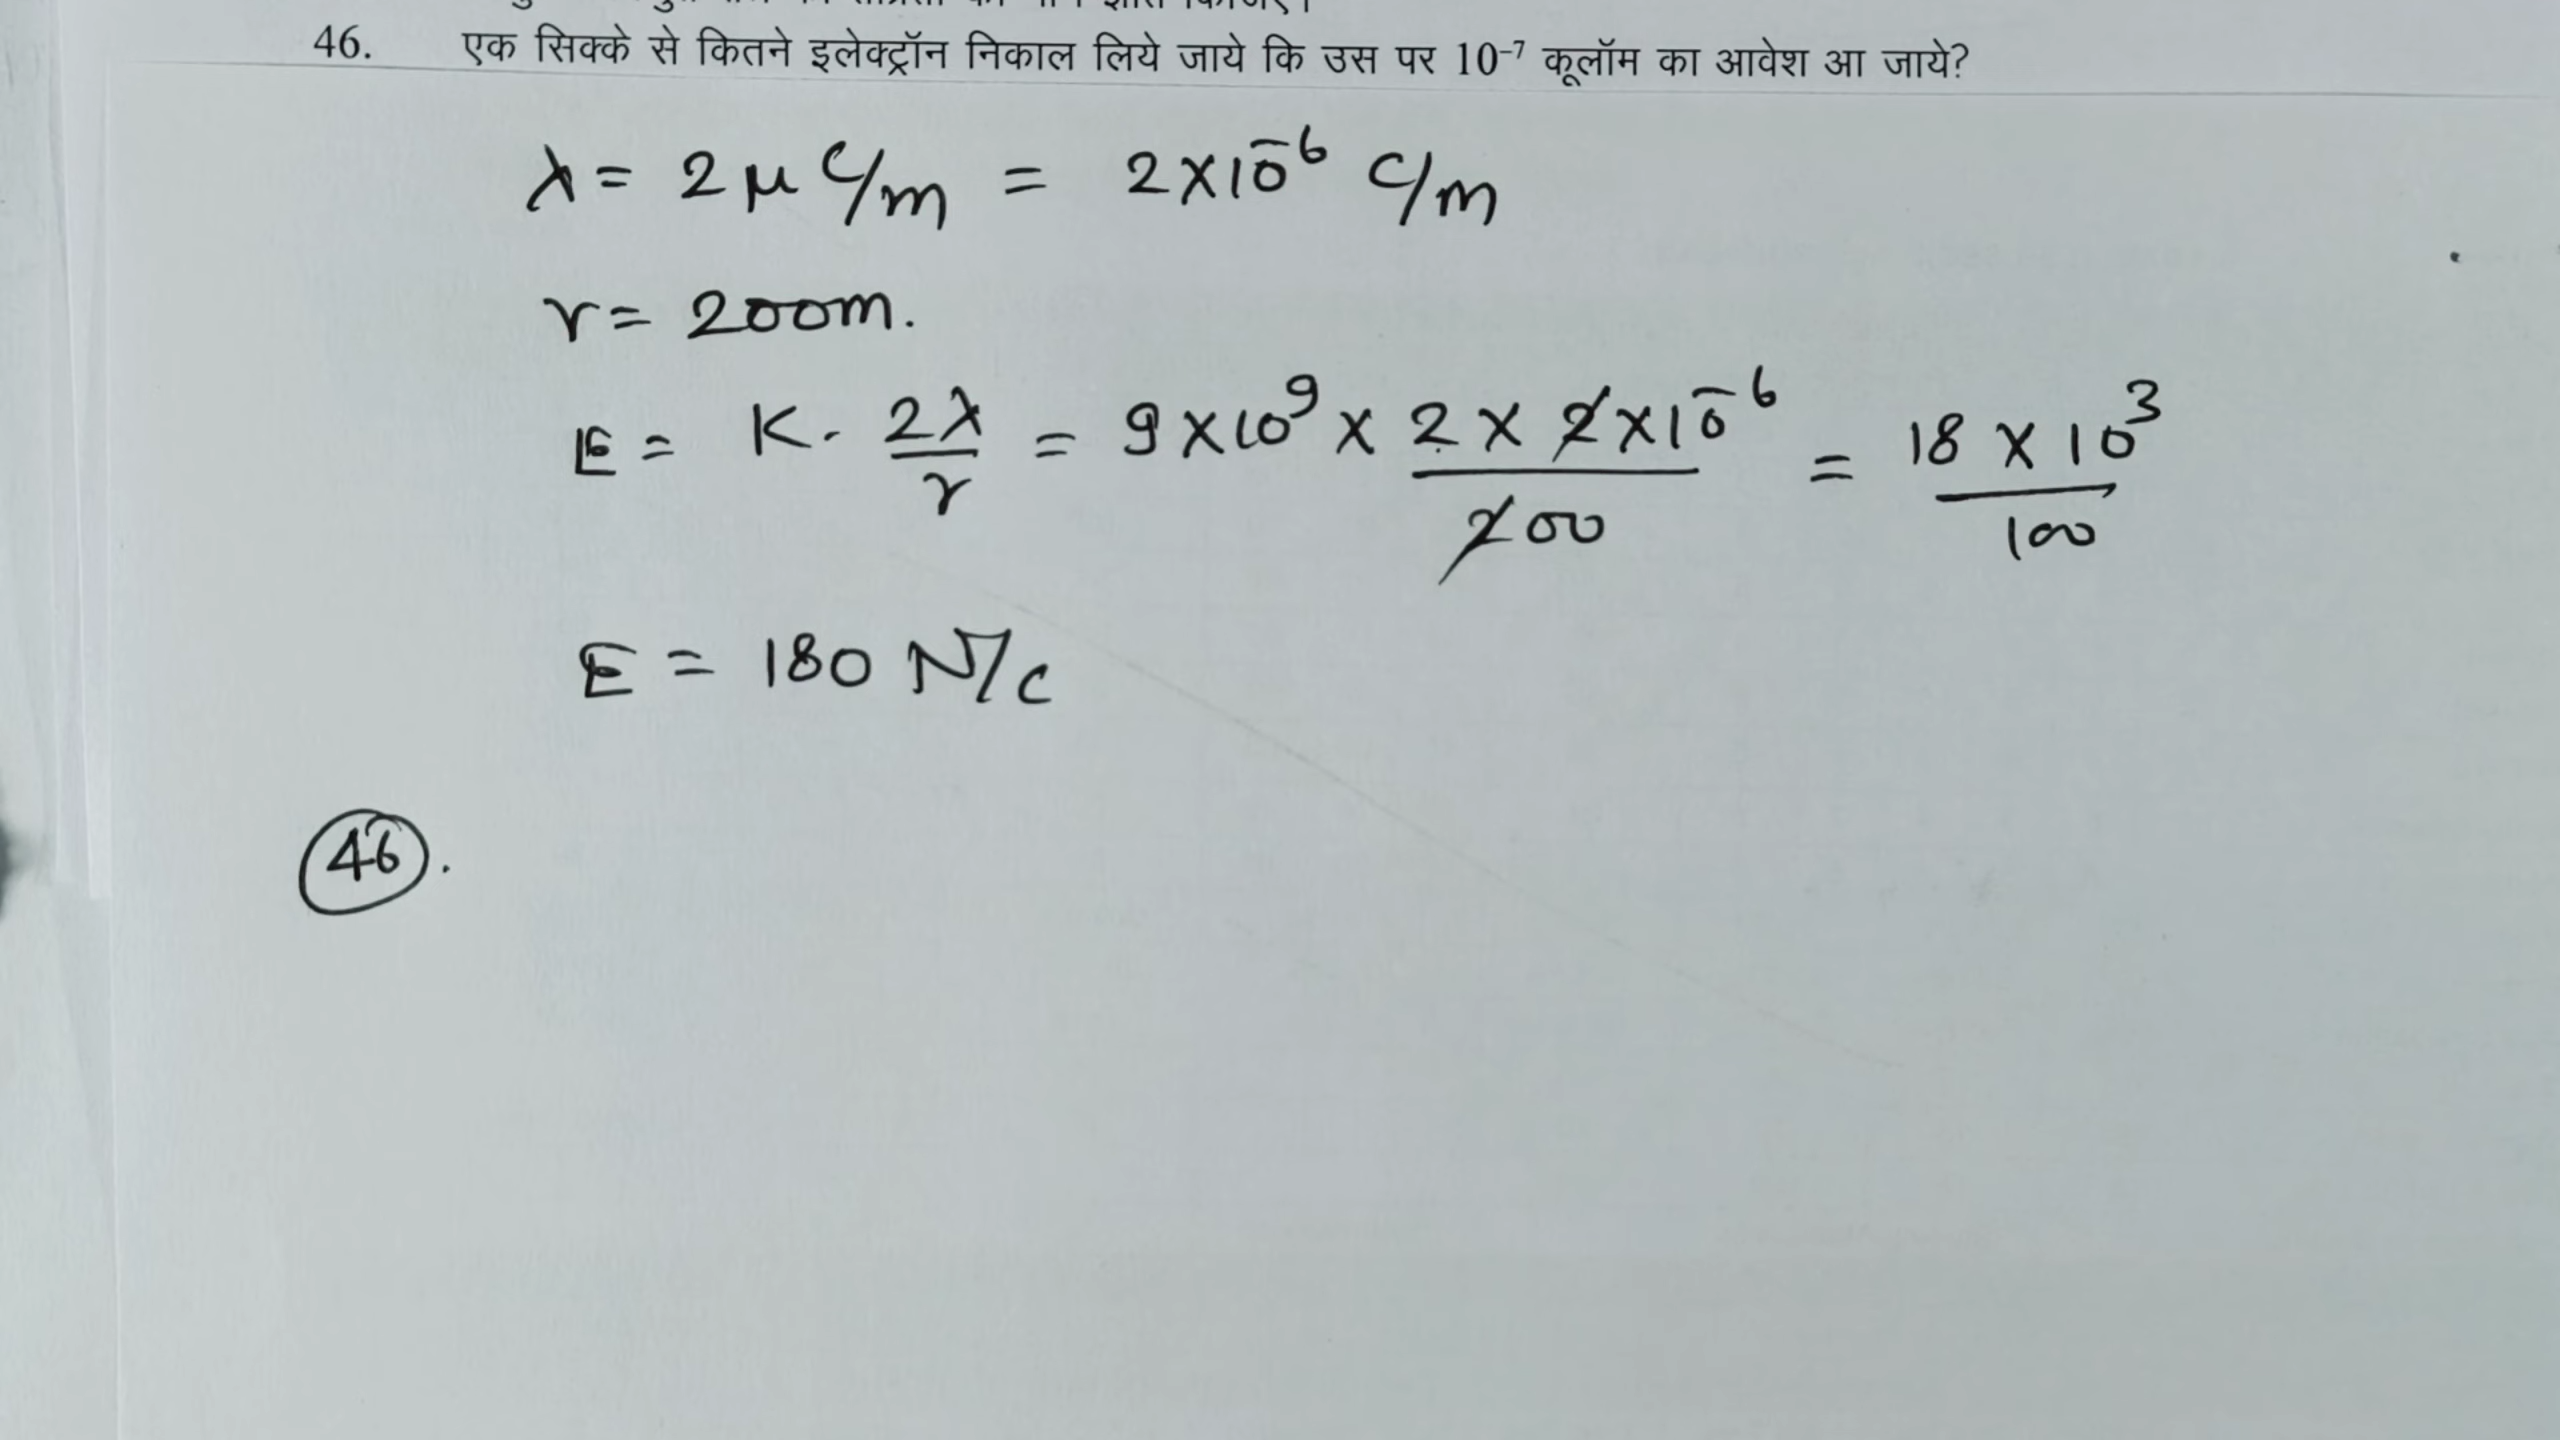 46. एक सिक्के से कितने इलेक्ट्रॉन निकाल लिये जाये कि उस पर 10⁻⁷ कूलॉम का आवेश आ जाये?
λ = 2 μ C/m = 2×10⁻⁶ C/m
r = 200m.
E = K. 2λ/r = 9×10⁹ × 2 × 2×10⁻⁶/200 = 18 × 10³/100
E = 180 N/C
46.